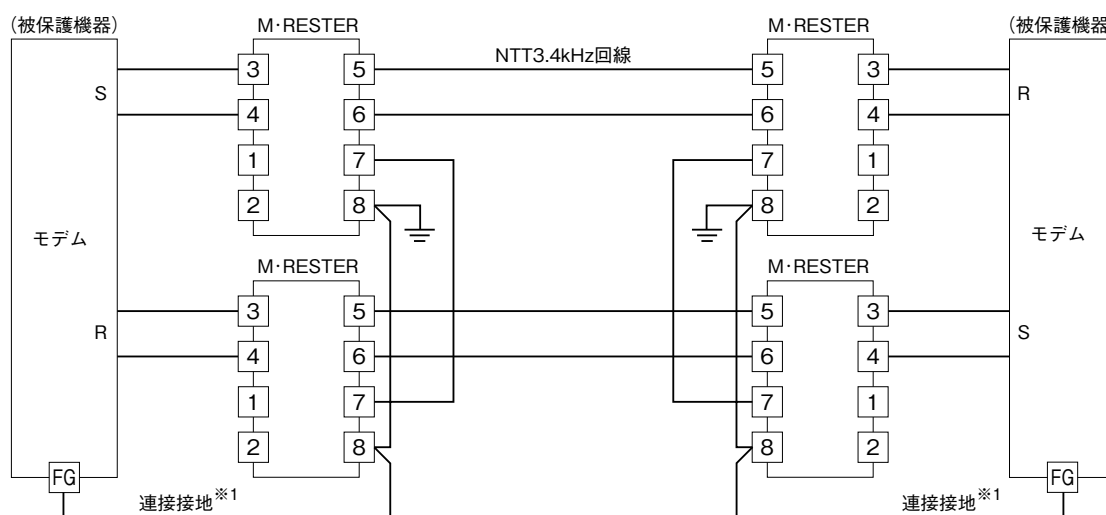 (被保護機器) M・RESTER M・RESTER (被保護機器)
NTT3.4kHz回線
3 5 5 3
S R
4 6 6 4
1 7 7 1
2 8 8 2
モデム モデム
M・RESTER M・RESTER
3 5 5 3
R S
4 6 6 4
1 7 7 1
2 8 8 2
FG FG
連接接地※1 連接接地※1